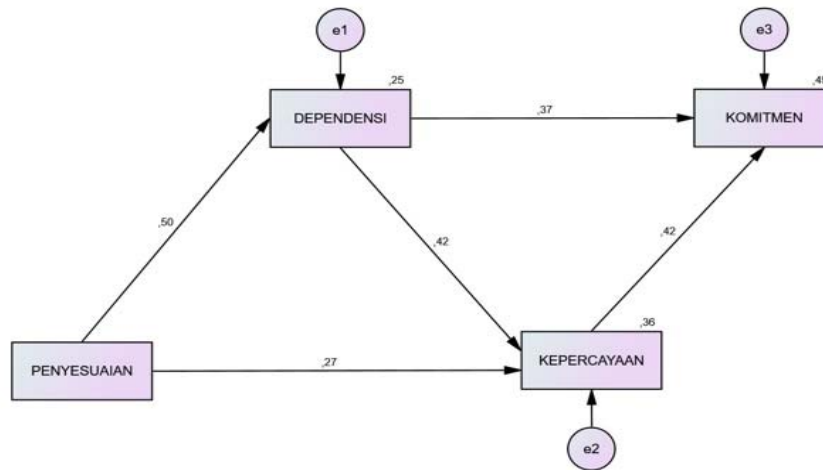 e1
e3
,25
DEPENDENSI
,37
KOMITMEN
,50
,42
,42
,36
PENYESUAIAN
,27
KEPERCAYAAN
e2